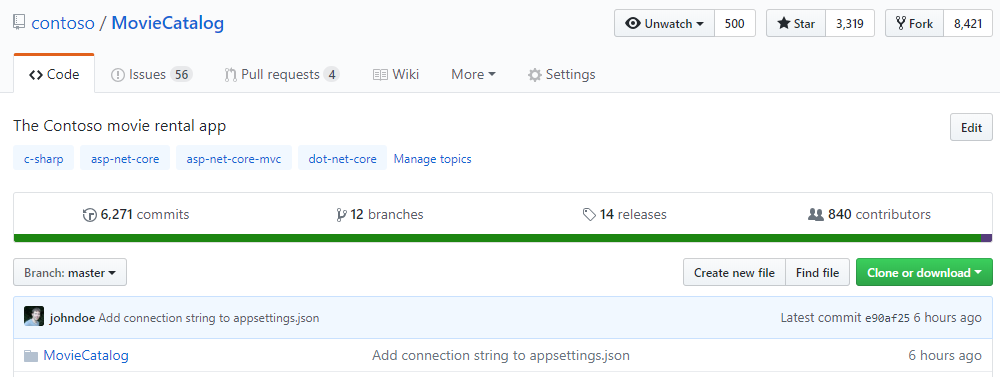 contoso / MovieCatalog Unwatch 500 Star 3,319 Fork 8,421
Code Issues 56 Pull requests 4 Wiki More Settings
The Contoso movie rental app Edit
c-sharp asp-net-core asp-net-core-mvc dot-net-core Manage topics
6,271 commits 12 branches 14 releases 840 contributors
Branch: master Create new file Find file Clone or download
johndoe Add connection string to appsettings.json Latest commit e90af25 6 hours ago
MovieCatalog Add connection string to appsettings.json 6 hours ago